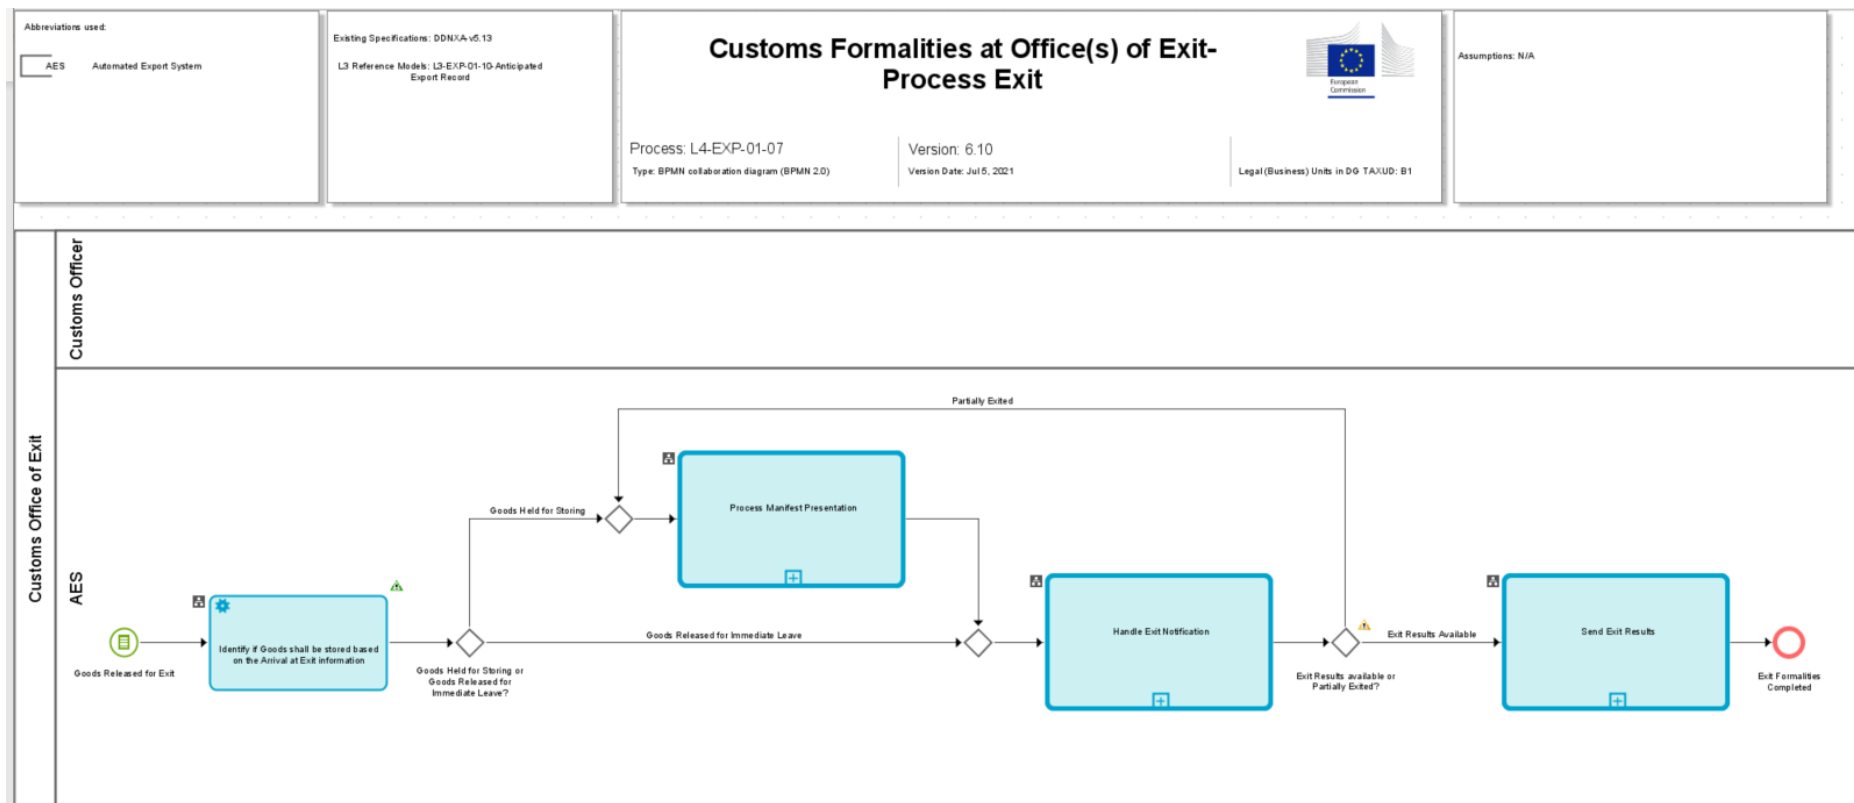 Abbreviations used:
AES
Automated Export System
Existing Specifications: DDNXA-v5.13
L3 Reference Models: L3-EXP-01-10-Anticipated
Export Record
Customs Formalities at Office(s) of Exit-
Process Exit
European
Commission
Process: L4-EXP-01-07
Type: BPMN collaboration diagram (BPMN 2.0)
Version: 6.10
Version Date: Jul 5, 2021
Legal (Business) Units in DG TAXUD: B1
Assumptions: N/A
Customs Office of Exit
Customs Officer
AES
Partially Exited
Goods Held for Storing
Process Manifest Presentation
Goods Released for Exit
Identify if Goods shall be stored based
on the Arrival at Exit information
Goods Held for Storing or
Goods Released for
Immediate Leave?
Goods Released for Immediate Leave
Handle Exit Notification
Exit Results available or
Partially Exited?
Exit Results Available
Send Exit Results
Exit Formalities
Completed